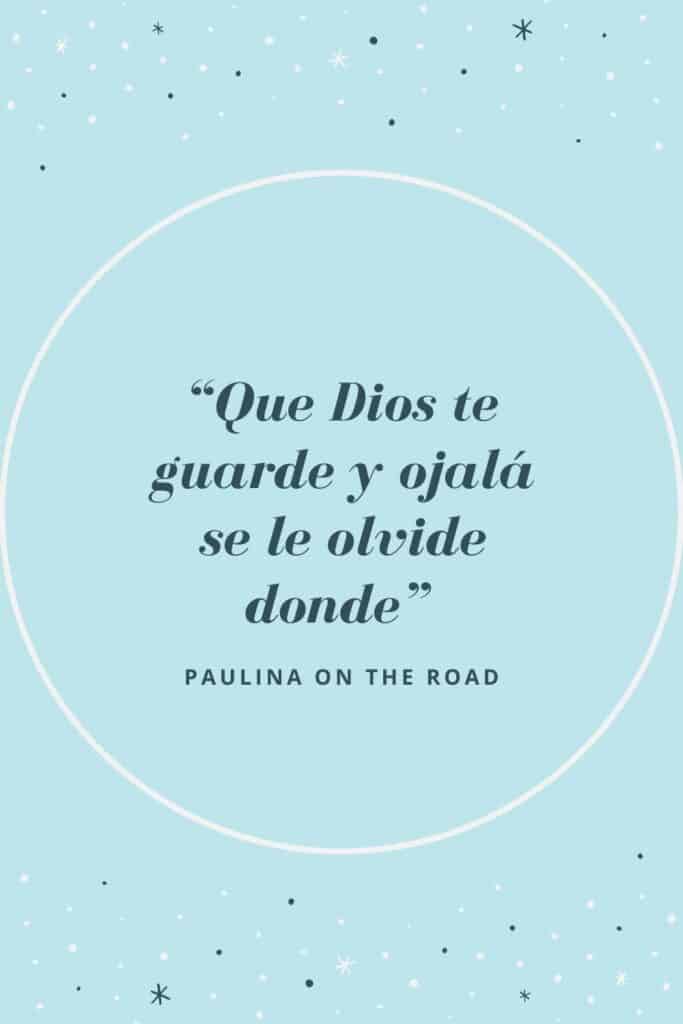 “Que Dios te
guarde y ojalá
se le olvide
donde”
PAULINA ON THE ROAD